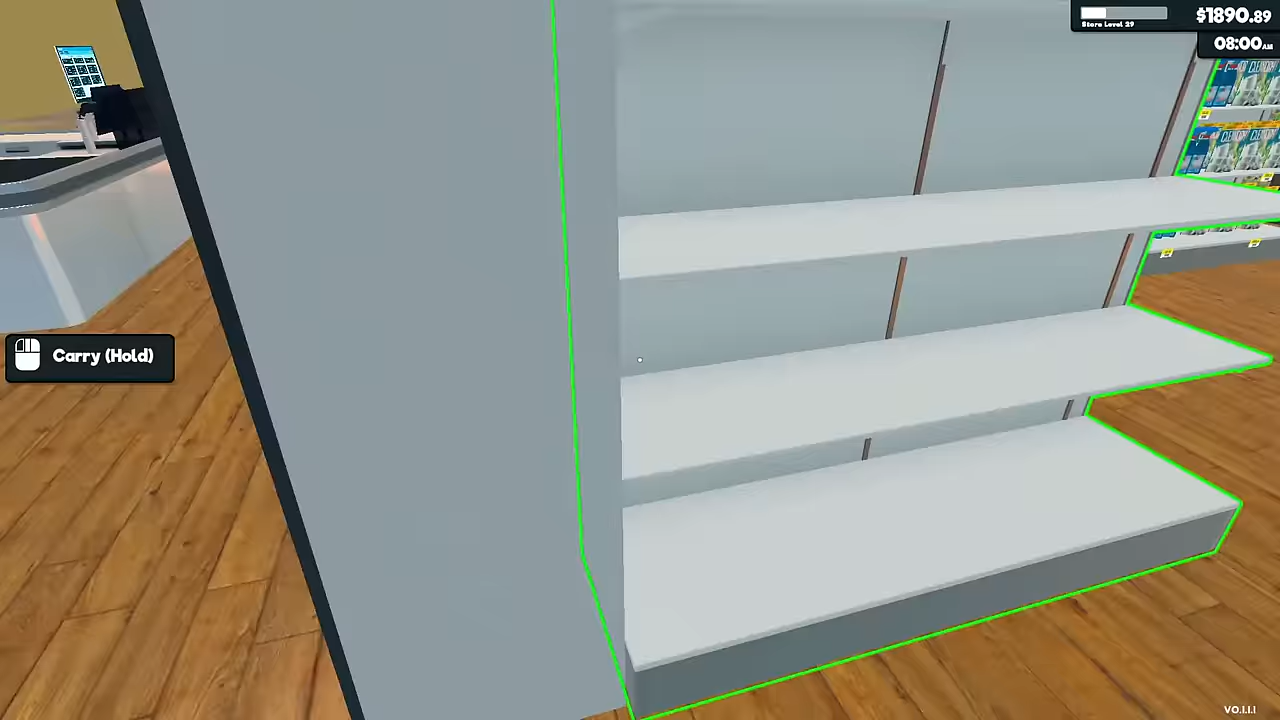 $1890.89
Store Level 29
08:00AM
Carry (Hold)
V0.1.1.1